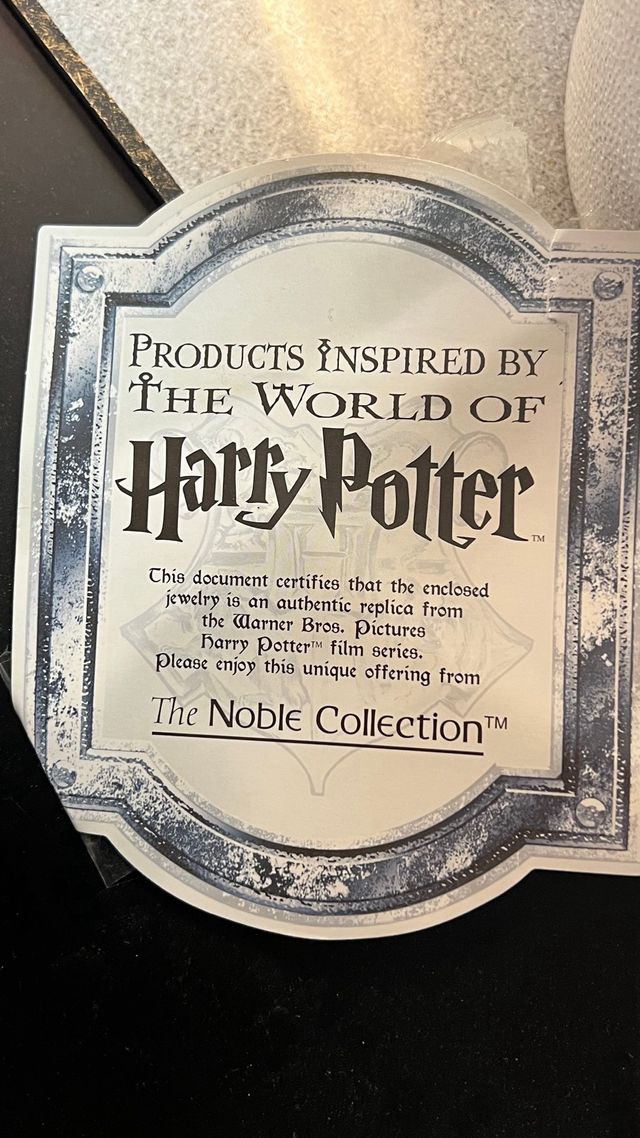 PRODUCTS INSPIRED BY
THE WORLD OF
Harry Potter™
This document certifies that the enclosed
jewelry is an authentic replica from
the Warner Bros. Pictures
Harry Potter™ film series.
Please enjoy this unique offering from
The Noble Collection™